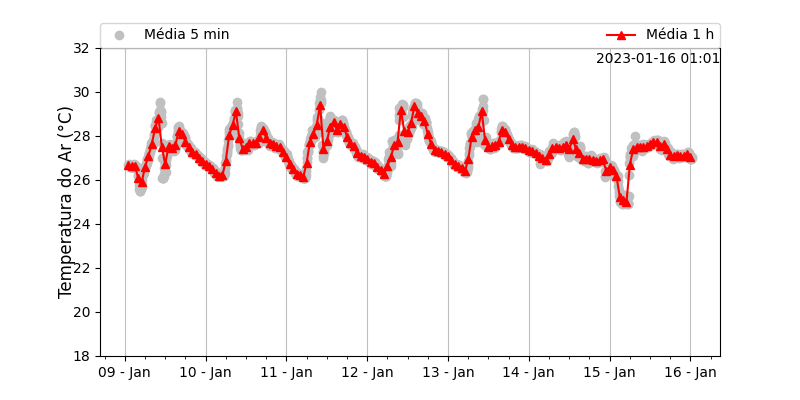 Média 5 min
Média 1 h
2023-01-16 01:01
Temperatura do Ar (°C)
32
30
28
26
24
22
20
18
09 - Jan
10 - Jan
11 - Jan
12 - Jan
13 - Jan
14 - Jan
15 - Jan
16 - Jan